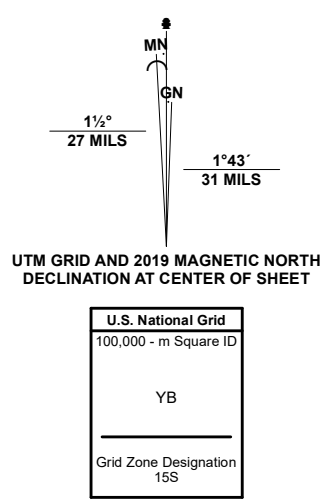 MN
GN
1½°
27 MILS
1°43´
31 MILS
UTM GRID AND 2019 MAGNETIC NORTH
DECLINATION AT CENTER OF SHEET
U.S. National Grid
100,000 - m Square ID
YB
Grid Zone Designation
15S